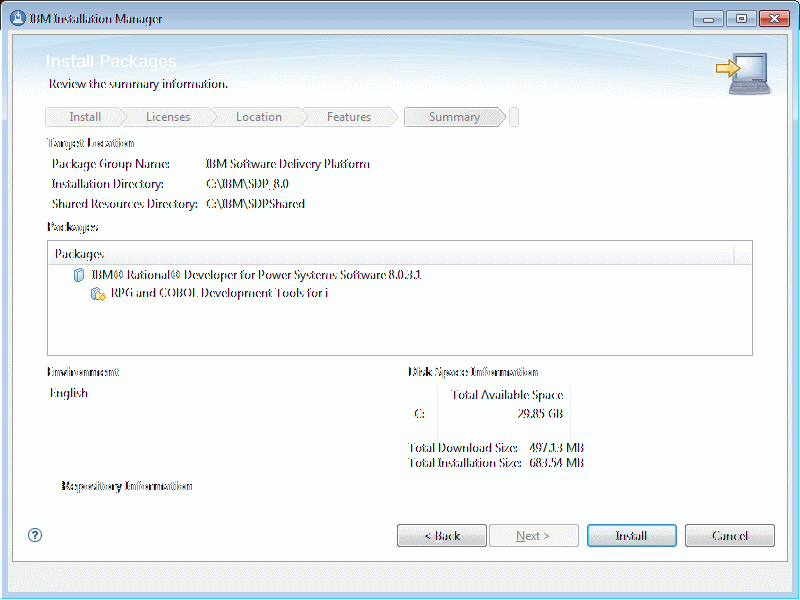 IBM Installation Manager
Install Packages
Review the summary information.
Install Licenses Location Features Summary
Target Location
Package Group Name: IBM Software Delivery Platform
Installation Directory: C:\IBM\SDP_8.0
Shared Resources Directory: C:\IBM\SDPShared
Packages
Packages
IBM® Rational® Developer for Power Systems Software 8.0.3.1
RPG and COBOL Development Tools for i
Environment
English
Disk Space Information
Total Available Space
C: 29.85 GB
Total Download Size: 497.13 MB
Total Installation Size: 683.54 MB
Repository Information
? < Back Next > Install Cancel